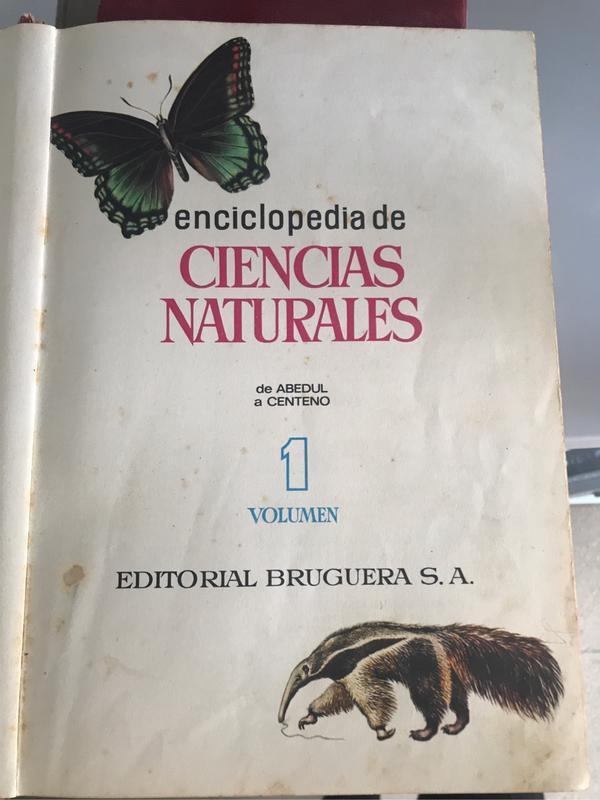 enciclopedia de
CIENCIAS
NATURALES
de ABEDUL
a CENTENO
1
VOLUMEN
EDITORIAL BRUGUERA S. A.